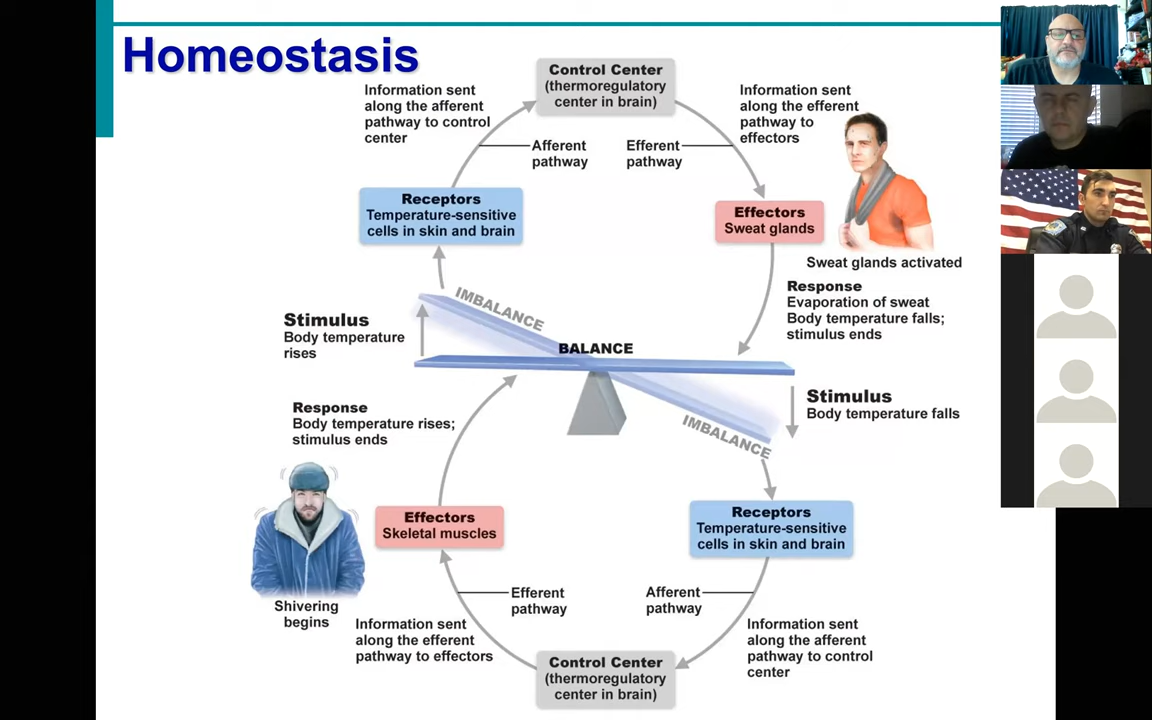 Homeostasis
Control Center
(thermoregulatory
center in brain)
Information sent
along the afferent
pathway to control
center
Information sent
along the efferent
pathway to
effectors
Afferent
pathway
Efferent
pathway
Receptors
Temperature-sensitive
cells in skin and brain
Effectors
Sweat glands
Sweat glands activated
Response
Evaporation of sweat
Body temperature falls;
stimulus ends
IMBALANCE
Stimulus
Body temperature
rises
BALANCE
Stimulus
Body temperature falls
IMBALANCE
Response
Body temperature rises;
stimulus ends
Effectors
Skeletal muscles
Receptors
Temperature-sensitive
cells in skin and brain
Shivering
begins
Efferent
pathway
Afferent
pathway
Information sent
along the efferent
pathway to effectors
Information sent
along the afferent
pathway to control
center
Control Center
(thermoregulatory
center in brain)